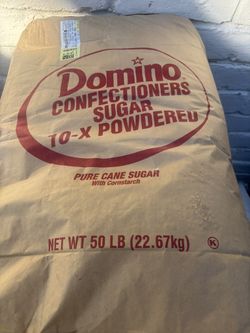 Domino
CONFECTIONERS
SUGAR
10-X POWDERED
PURE CANE SUGAR
With Cornstarch
NET WT 50 LB (22.67kg)
K